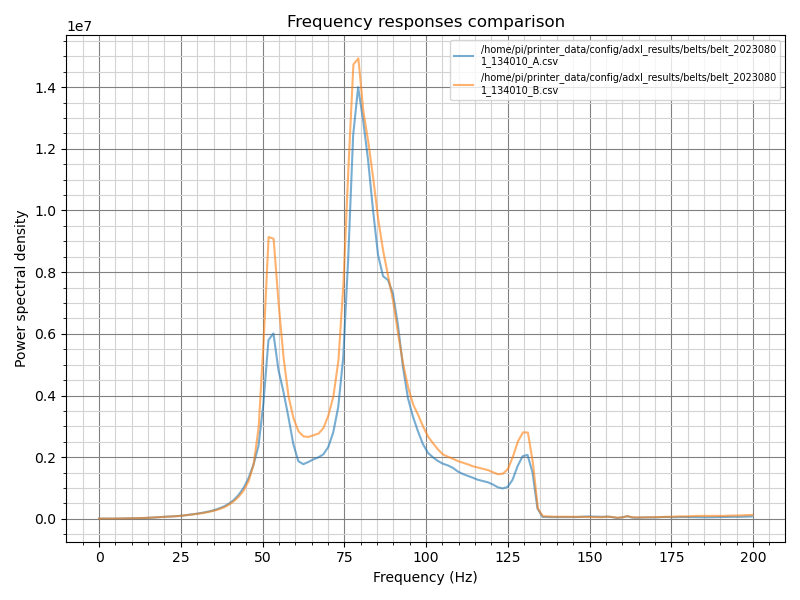 Frequency responses comparison
1e7
/home/pi/printer_data/config/adxl_results/belts/belt_2023080
1_134010_A.csv
/home/pi/printer_data/config/adxl_results/belts/belt_2023080
1_134010_B.csv
1.4
1.2
1.0
0.8
0.6
0.4
0.2
0.0
Power spectral density
0 25 50 75 100 125 150 175 200
Frequency (Hz)